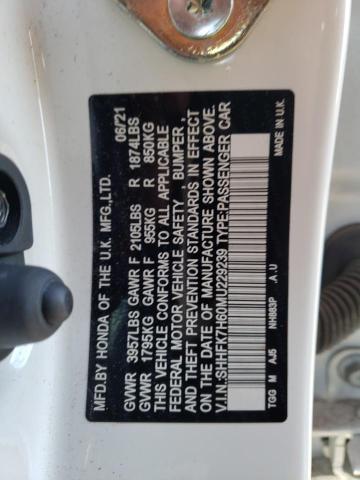 MFD.BY HONDA OF THE U.K. MFG.,LTD. 06/21
GVWR 3957LBS GAWR F 2105LBS R 1874LBS
GVWR 1795KG GAWR F 955KG R 850KG
THIS VEHICLE CONFORMS TO ALL APPLICABLE
FEDERAL MOTOR VEHICLE SAFETY , BUMPER ,
AND THEFT PREVENTION STANDARDS IN EFFECT
ON THE DATE OF MANUFACTURE SHOWN ABOVE.
V.I.N.:SHHFK7H60MU229239 TYPE:PASSENGER CAR
TGG M AJ5 NH883P .A.U MADE IN U.K.